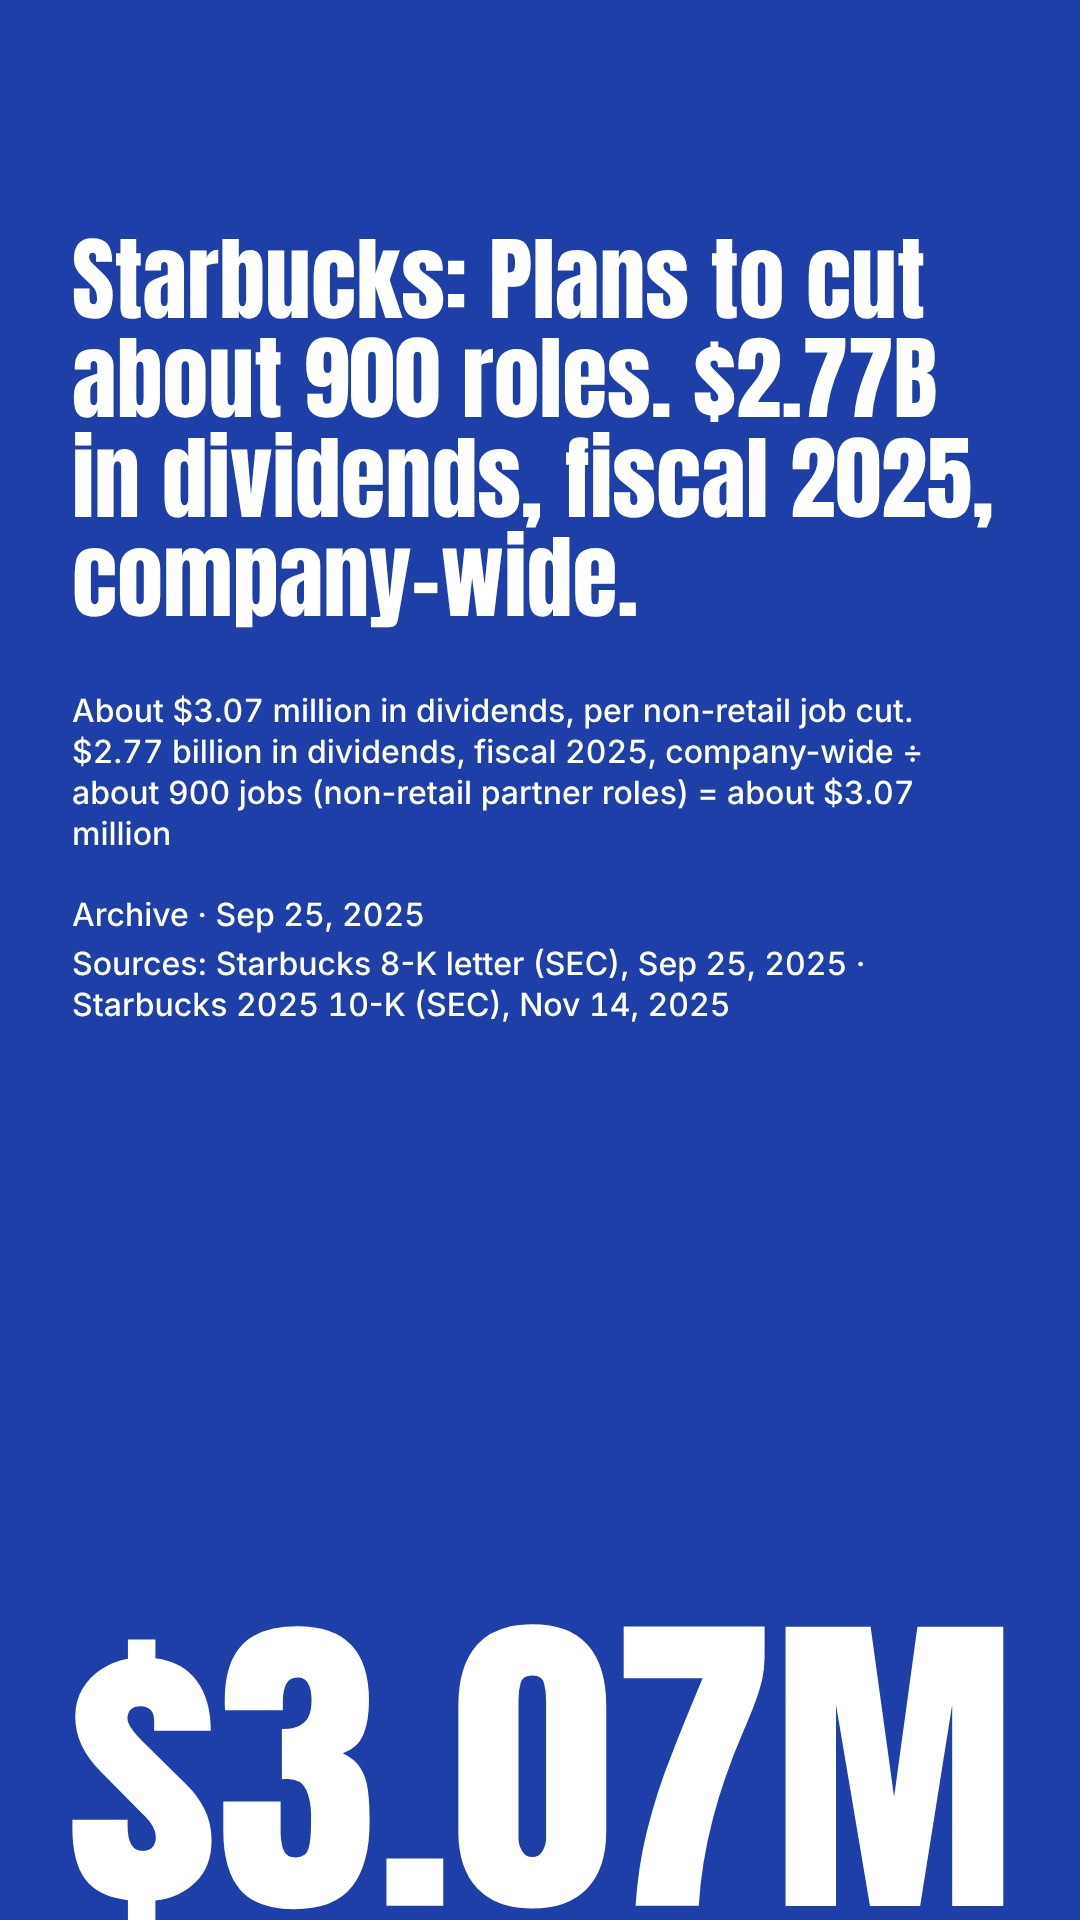 Starbucks: Plans to cut
about 900 roles. $2.77B
in dividends, fiscal 2025,
company-wide.
About $3.07 million in dividends, per non-retail job cut.
$2.77 billion in dividends, fiscal 2025, company-wide ÷
about 900 jobs (non-retail partner roles) = about $3.07
million
Archive · Sep 25, 2025
Sources: Starbucks 8-K letter (SEC), Sep 25, 2025 ·
Starbucks 2025 10-K (SEC), Nov 14, 2025
$3.07M